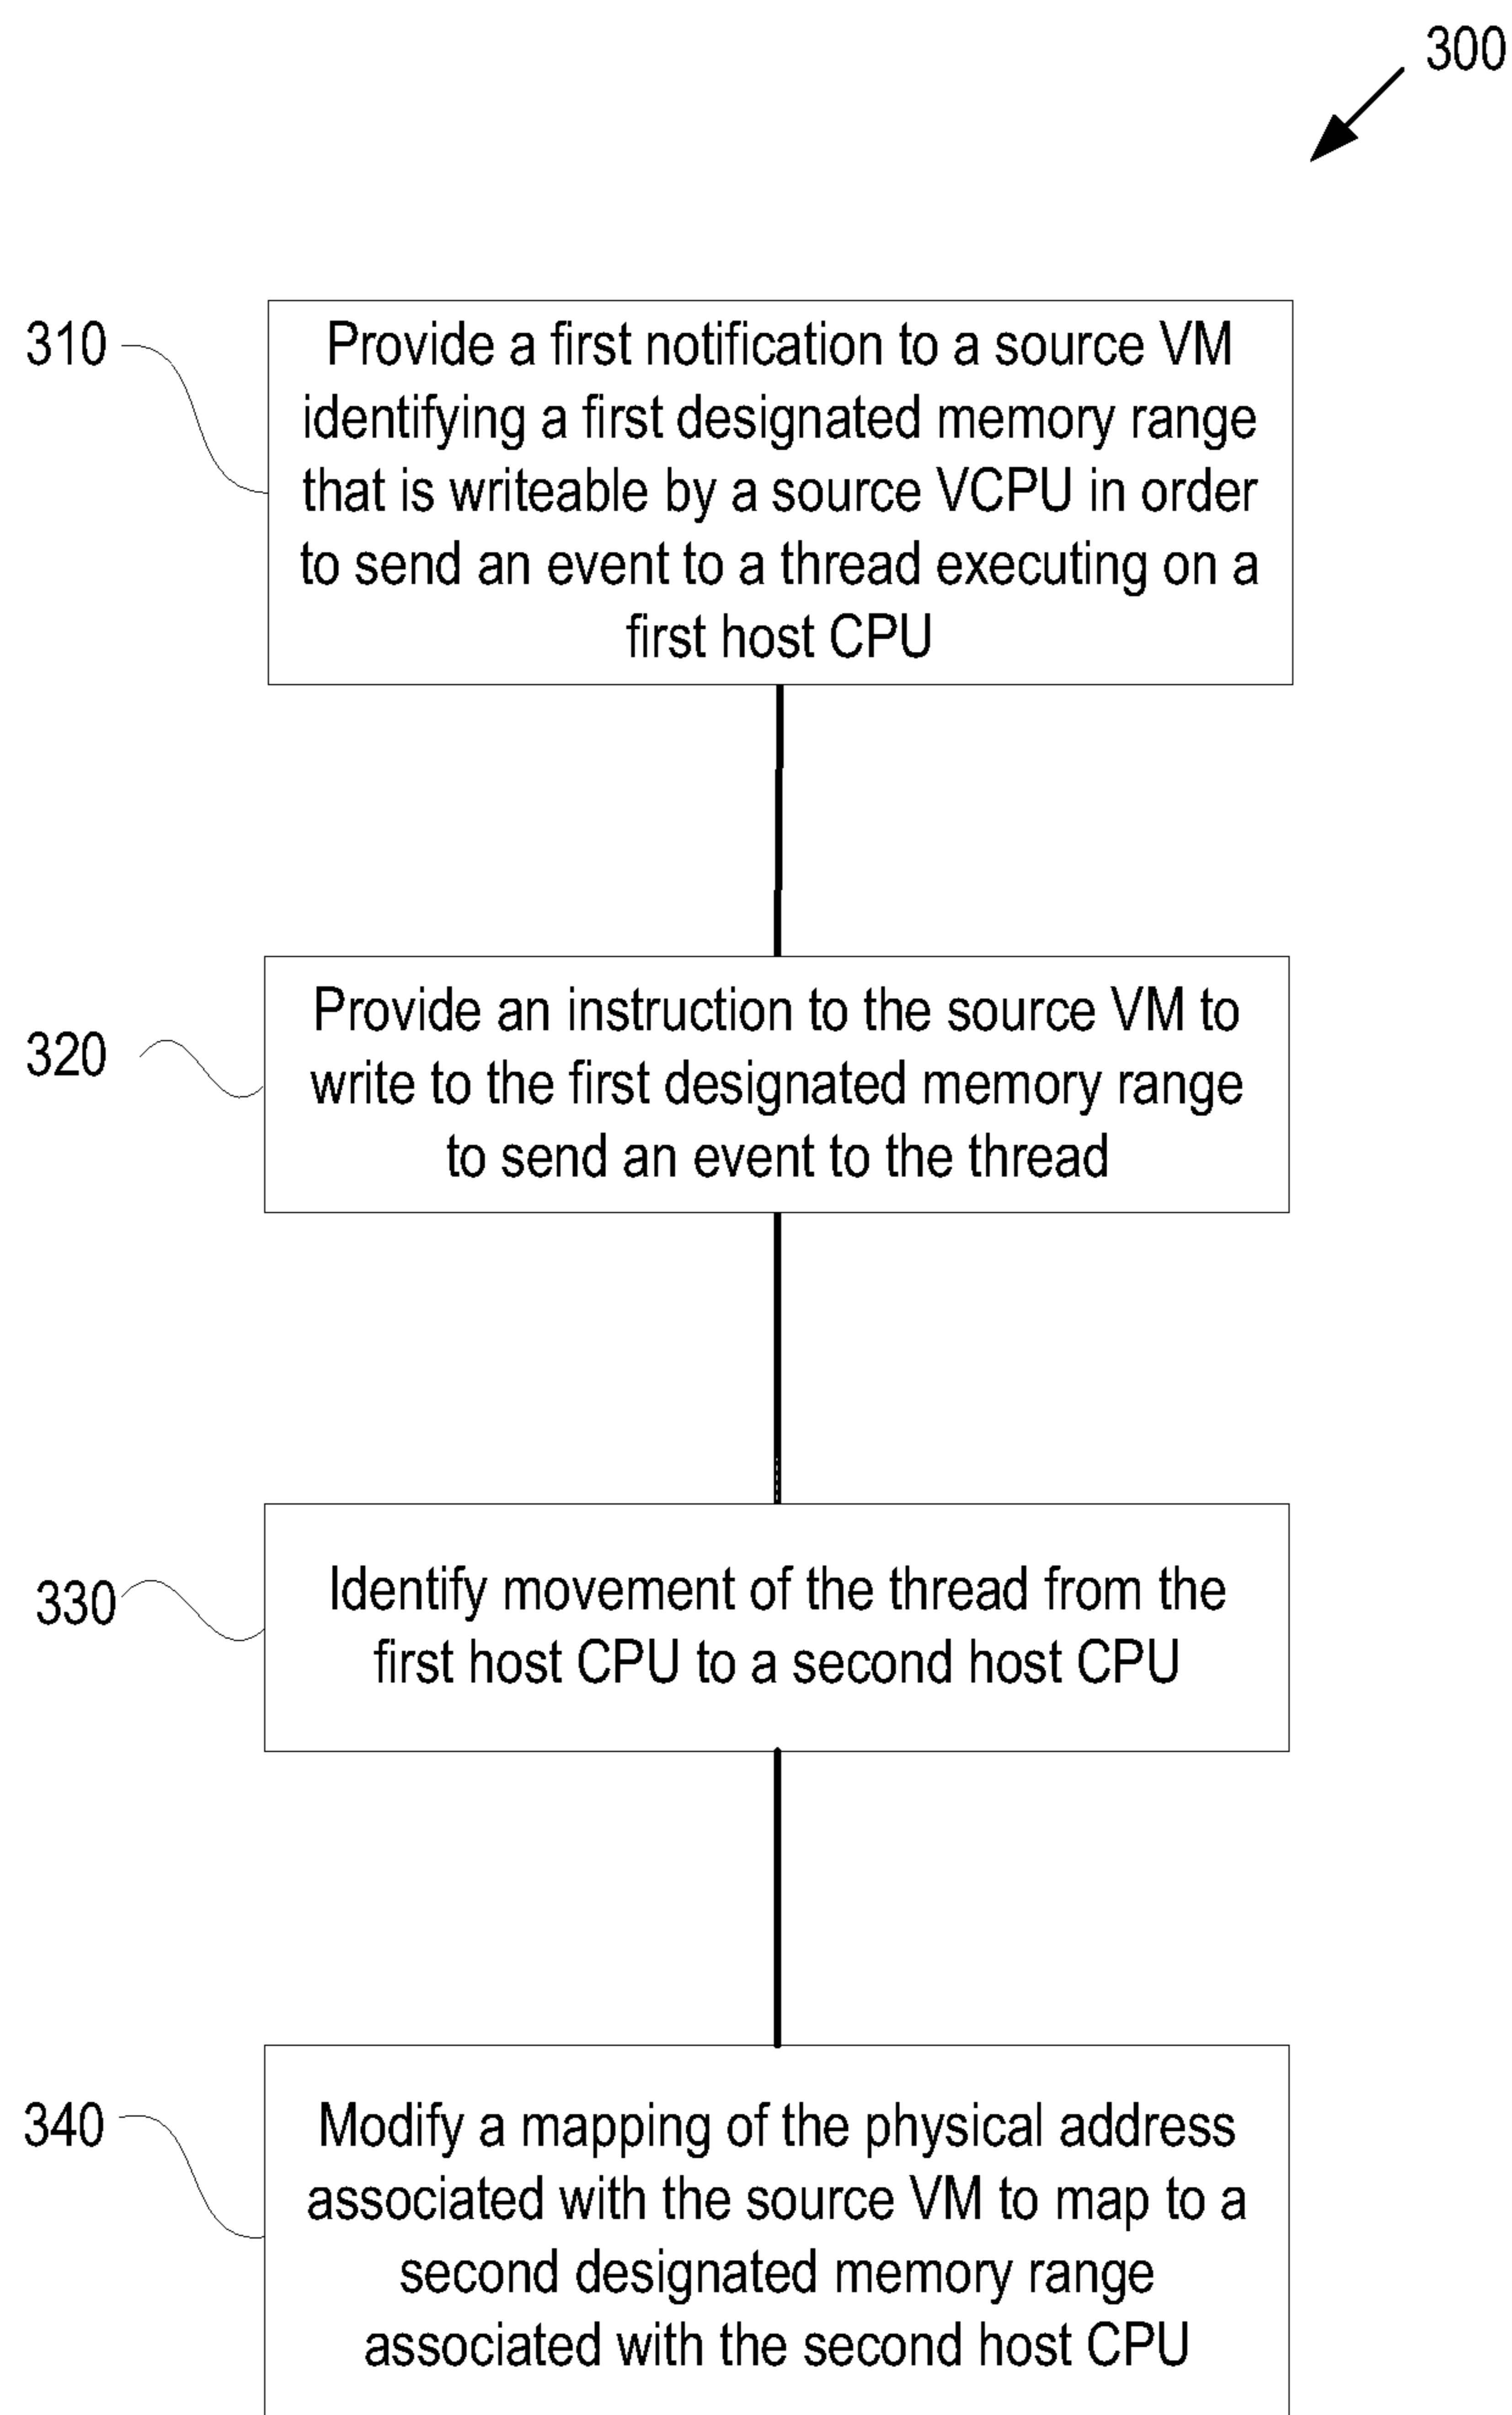 300
310
Provide a first notification to a source VM
identifying a first designated memory range
that is writeable by a source VCPU in order
to send an event to a thread executing on a
first host CPU
320
Provide an instruction to the source VM to
write to the first designated memory range
to send an event to the thread
330
Identify movement of the thread from the
first host CPU to a second host CPU
340
Modify a mapping of the physical address
associated with the source VM to map to a
second designated memory range
associated with the second host CPU